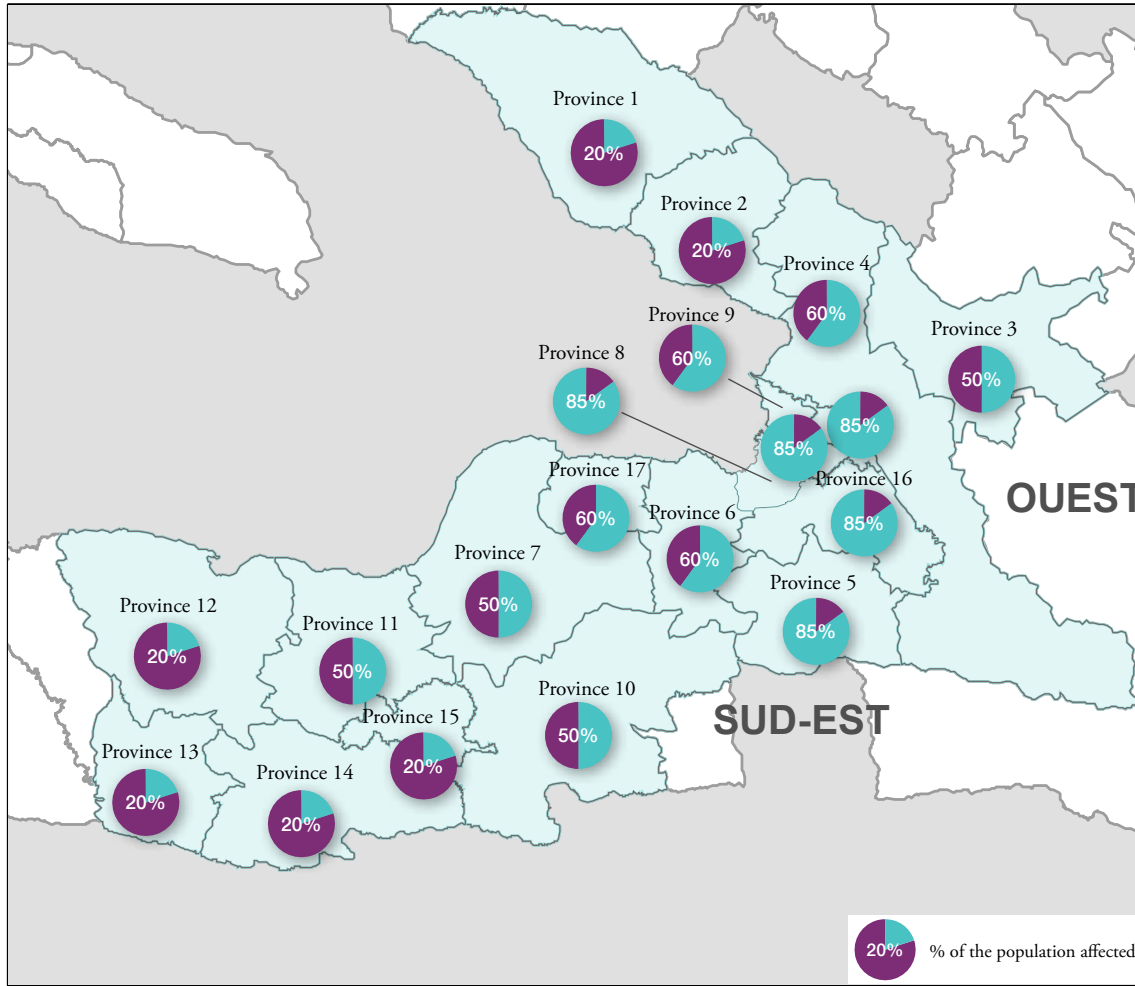 Province 1
20%
Province 2
20%
Province 4
60%
Province 9
60%
Province 3
50%
Province 8
85%
85%
85%
Province 17
60%
Province 6
60%
Province 16
85%
OUEST
Province 7
50%
Province 5
85%
Province 12
20%
Province 11
50%
Province 10
50%
SUD-EST
Province 15
20%
Province 13
20%
Province 14
20%
20%
% of the population affected